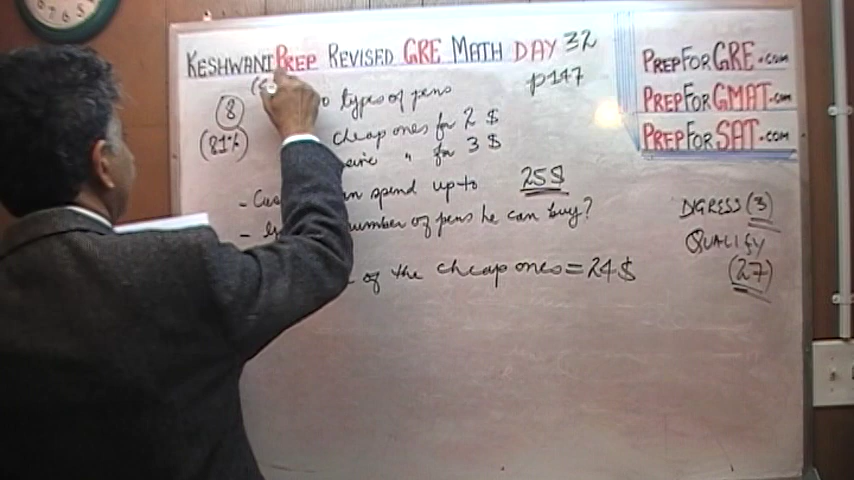 KESHWANI PREP REVISED GRE MATH DAY 32
p147
PREPFORGRE.com
PREPFORGMAT.com
PREPFORSAT.com
8
types of pens
(81%)
cheap ones for 2 $
" for 3 $
spend up to 25$
number of pens he can buy?
of the cheap ones = 24 $
DIGRESS (3)
QUALIFY
(27)